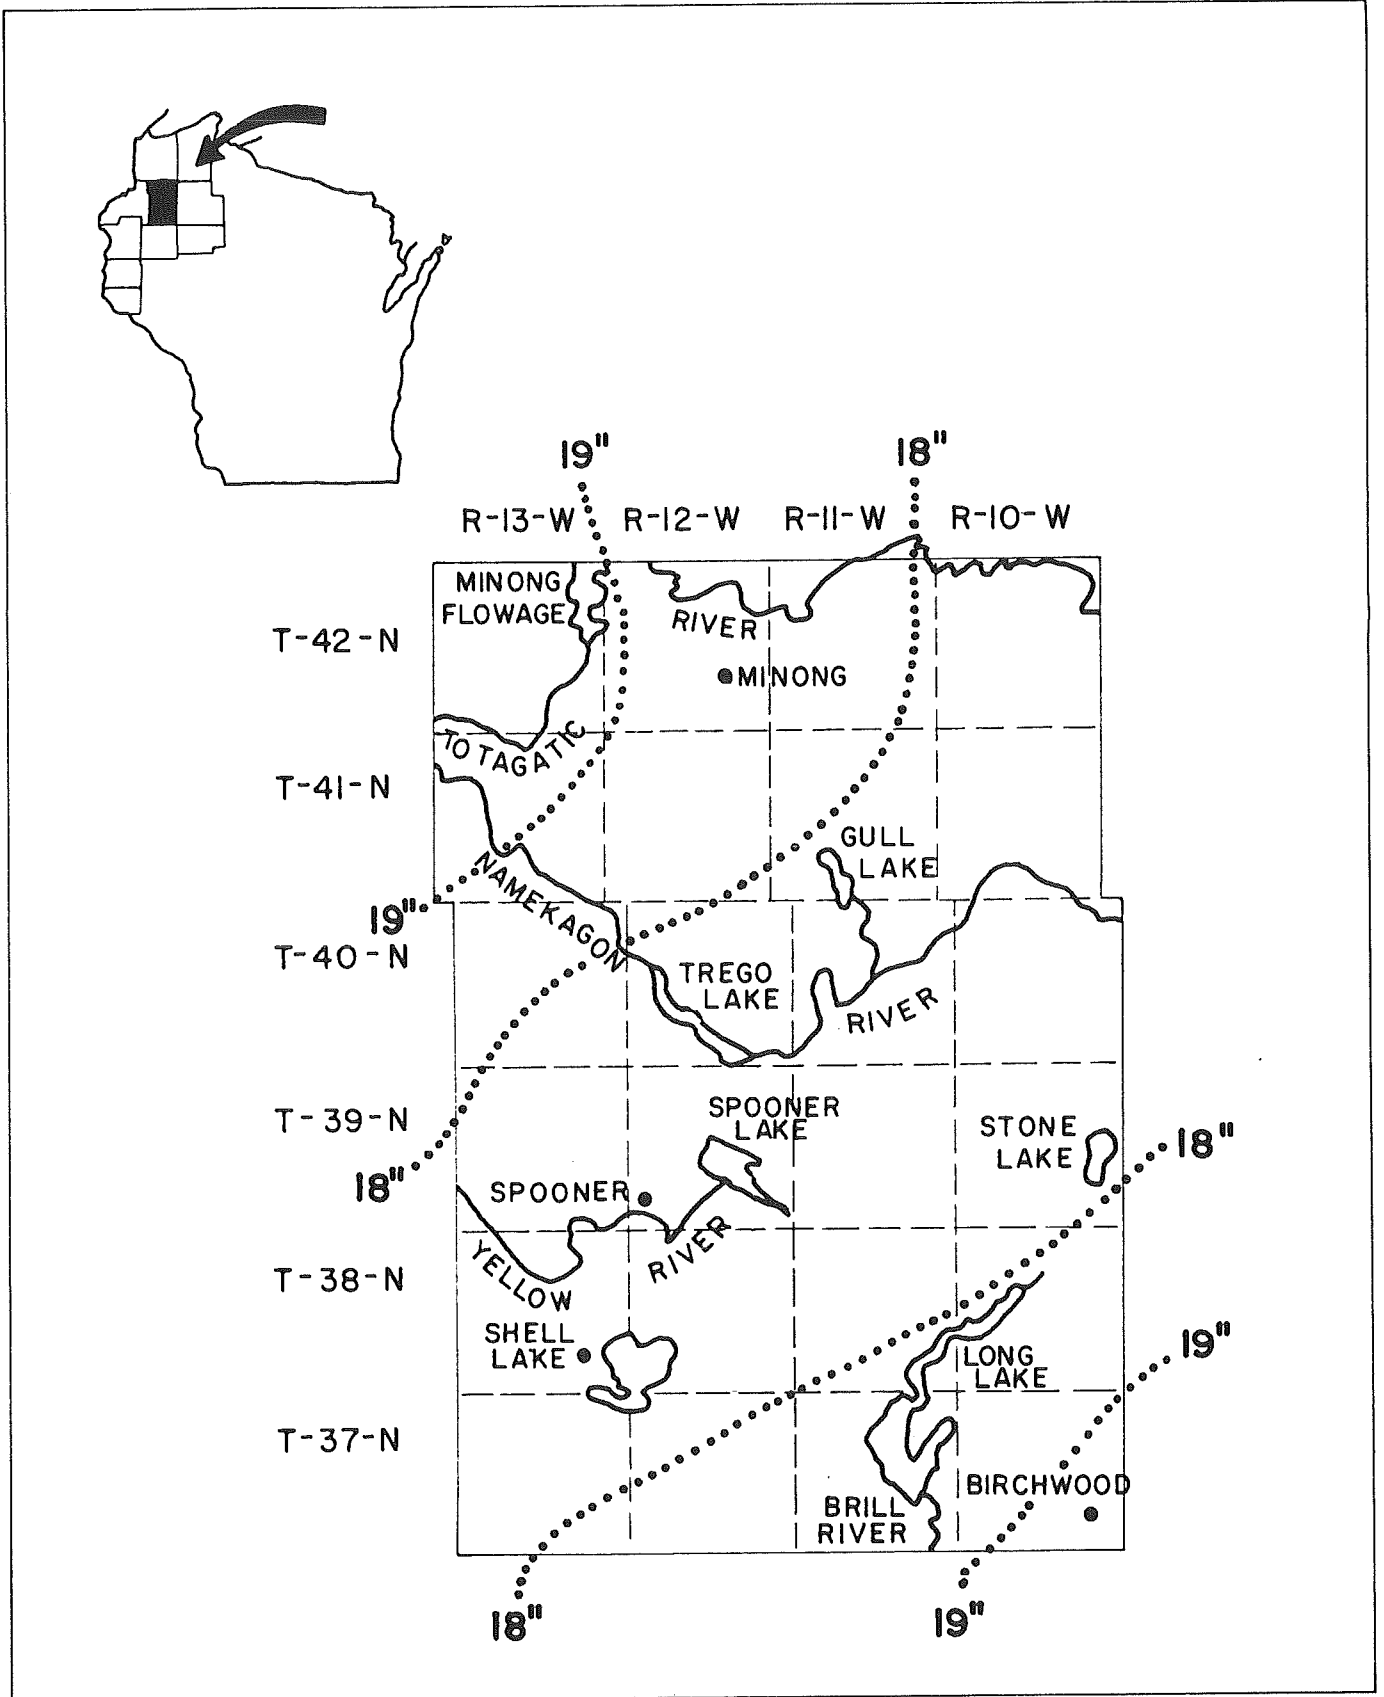 19" 18"
R-13-W R-12-W R-11-W R-10-W
MINONG
FLOWAGE
RIVER
T-42-N
MINONG
TO TAGATIC
T-41-N
GULL
LAKE
NAMEKAGON
19"
T-40-N
TREGO
LAKE
RIVER
SPOONER
LAKE
T-39-N
STONE
LAKE
18"
18"
SPOONER
RIVER
YELLOW
T-38-N
SHELL
LAKE
19"
LONG
LAKE
T-37-N
BIRCHWOOD
BRILL
RIVER
18"
19"